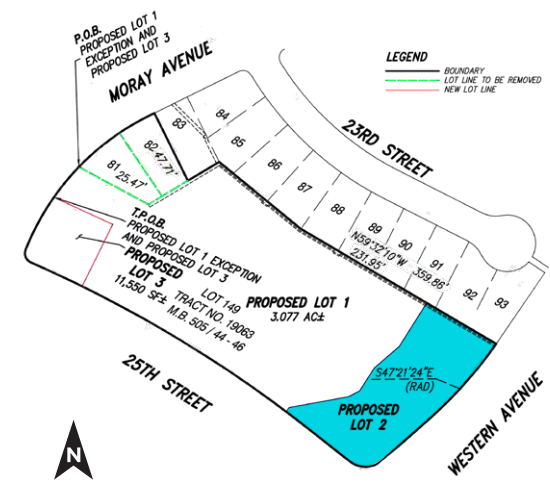 P.O.B.
PROPOSED LOT 1
EXCEPTION AND
PROPOSED LOT 3
MORAY AVENUE
LEGEND
BOUNDARY
LOT LINE TO BE REMOVED
NEW LOT LINE
23RD STREET
81
25.47'
82
47.71'
83
84
85
86
87
88
89
90
91
92
93
N59°32'10"W
231.95'
359.86'
T.P.O.B.
PROPOSED LOT 1 EXCEPTION
AND PROPOSED LOT 3
PROPOSED
LOT 3
11,550 SF±
LOT 149
TRACT NO. 19063
M.B. 505 / 44 - 46
PROPOSED LOT 1
3.077 AC±
S47°21'24"E
(RAD)
PROPOSED
LOT 2
25TH STREET
WESTERN AVENUE
N